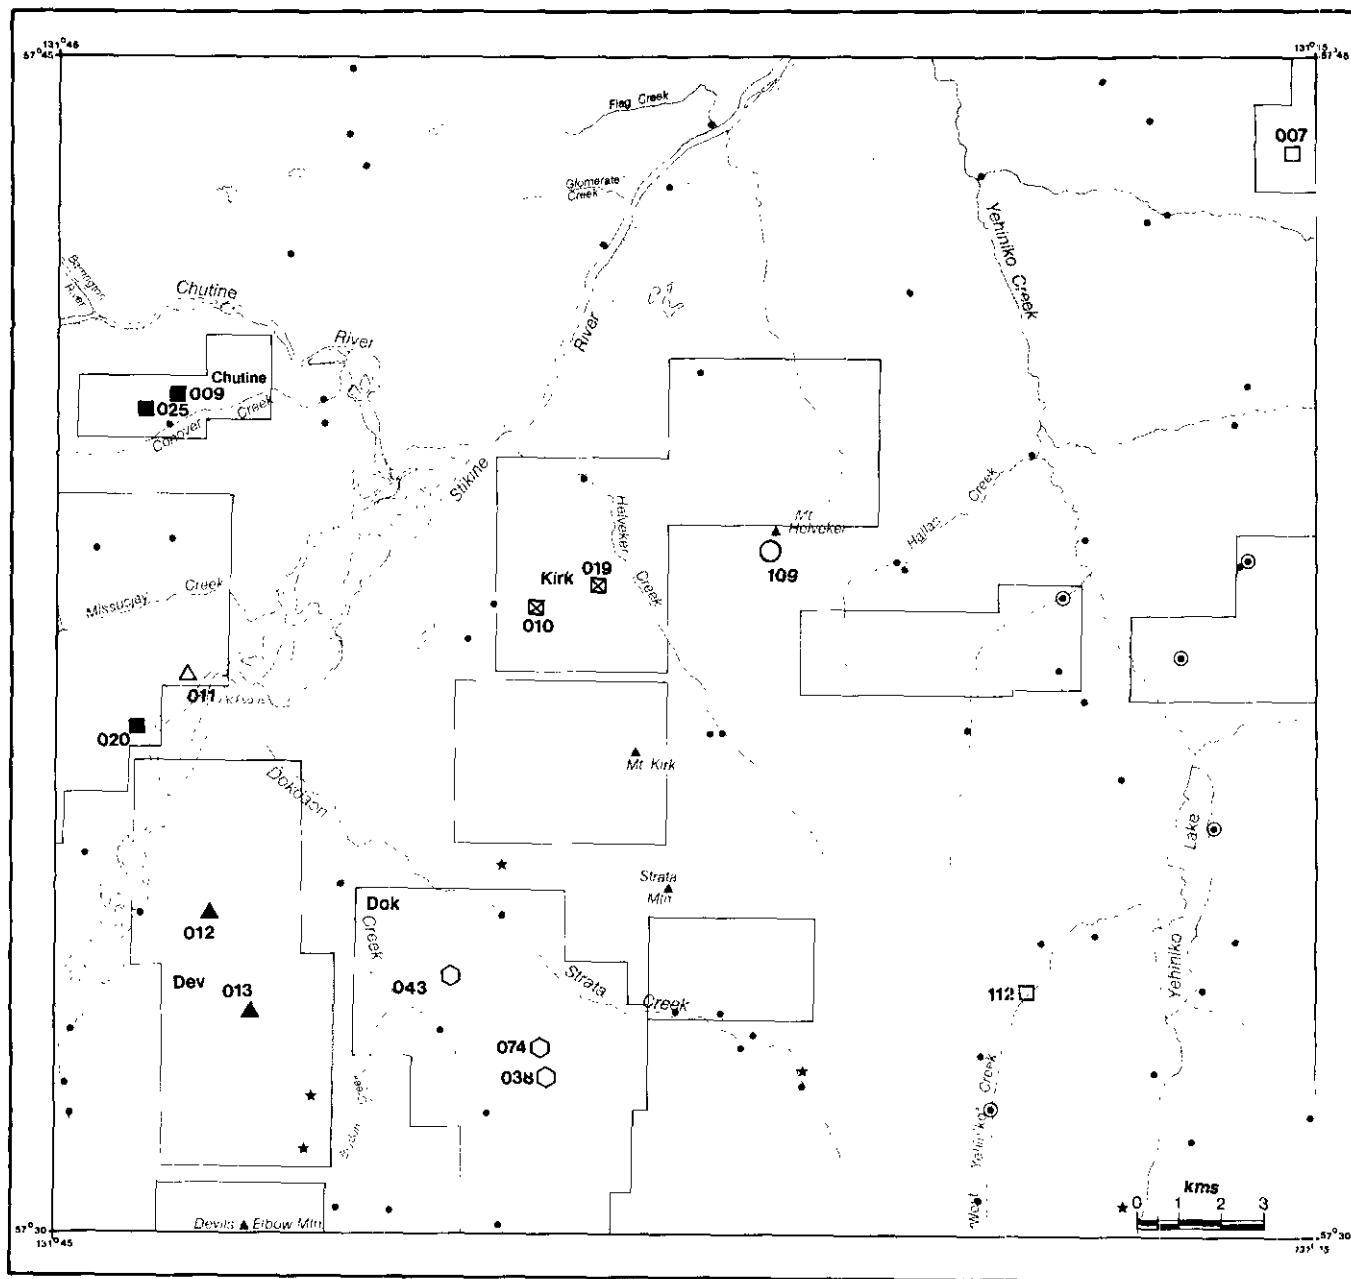 131°45
57°45
131°15
57°45
Flag Creek
007
Glomerate
Creek
Yehiniko Creek
Barrington
River
Chutine
River
River
Chutine
009
025
Creek
Conover
Stikine
Creek
Helveker
Mt
Helveker
Hallas
019
Kirk
109
Creek
Creek
Missusjay
010
011
020
Mt Kirk
Dokdaon
Lake
Strata
Mtn
Dok
012
Creek
Yehiniko
Strata
043
Dev
013
Creek
112
074
038
Creek
Yehiniko
West
kms
0 1 2 3
Devils Elbow Mtn
57°30
131°45
57°30